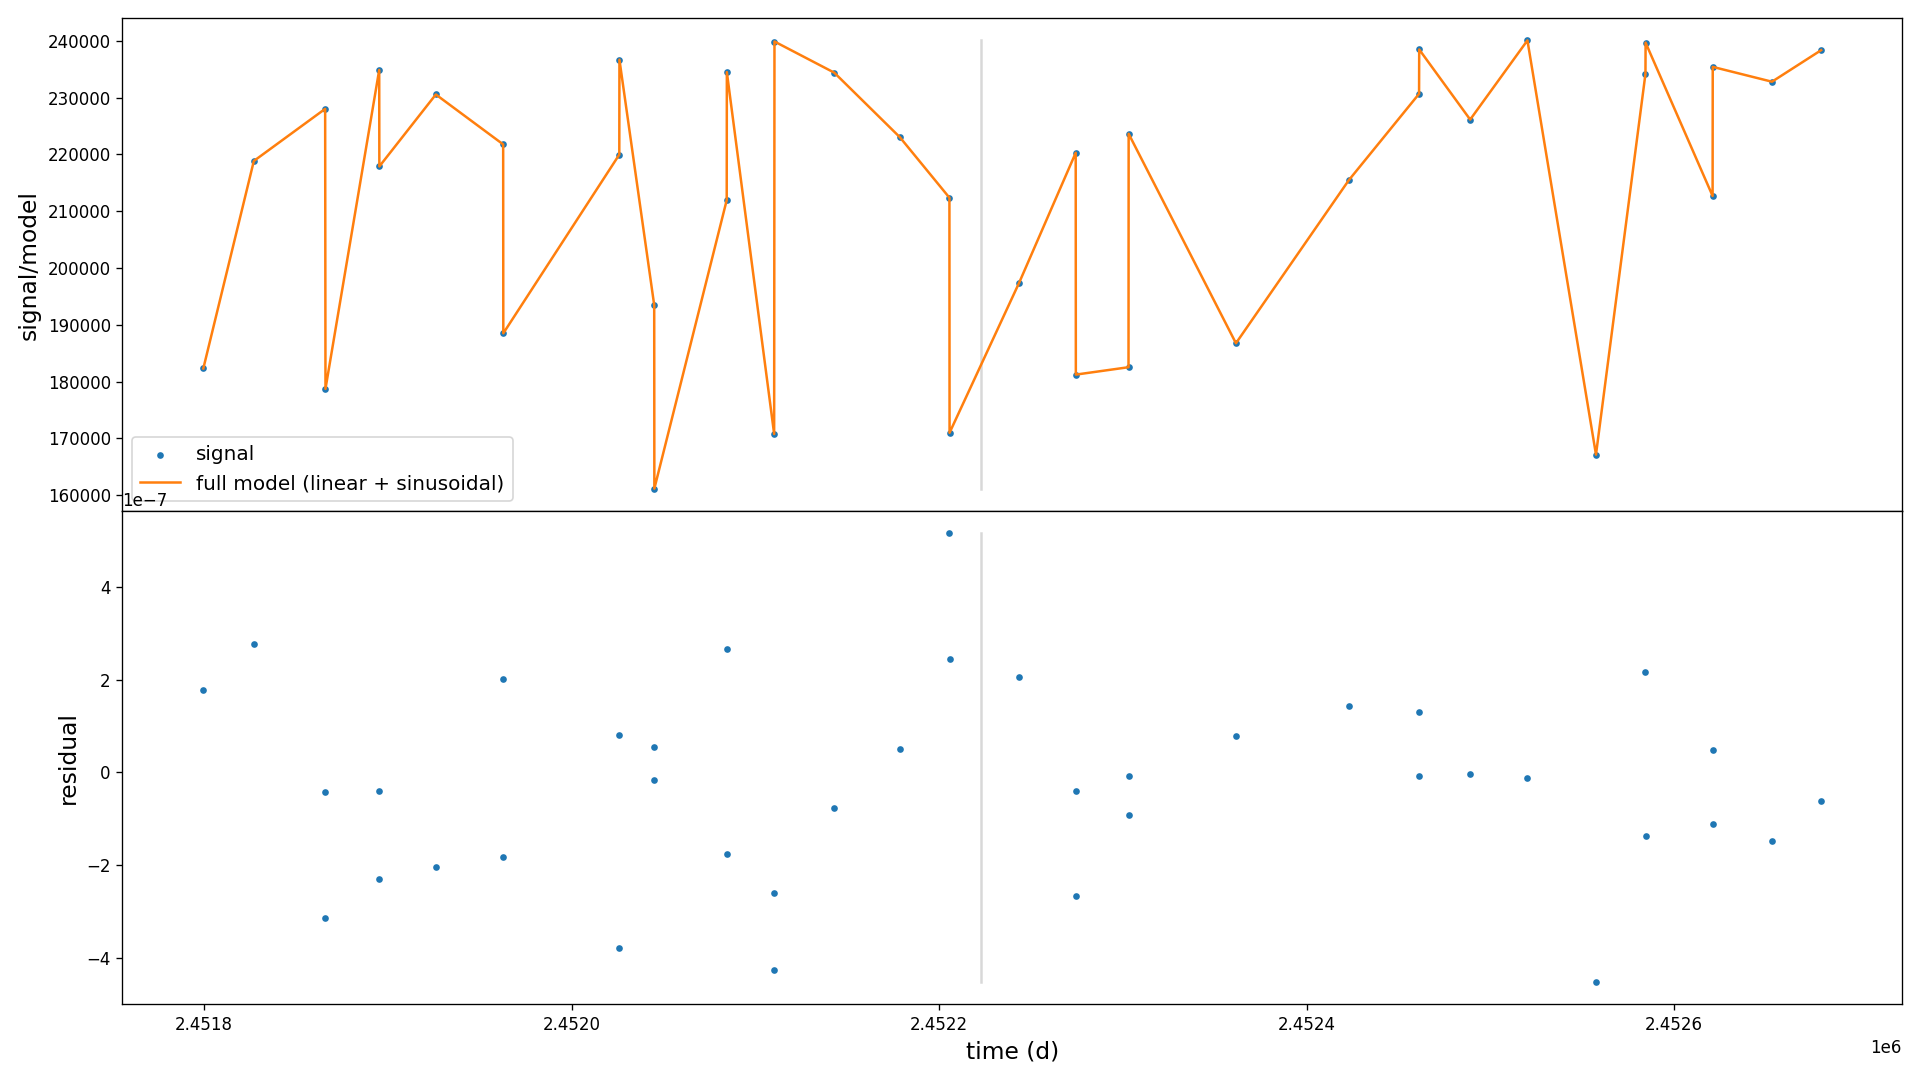 240000
230000
220000
210000
200000
190000
180000
170000
160000
signal/model
signal
full model (linear + sinusoidal)
1e−7
4
2
0
−2
−4
residual
2.4518
2.4520
2.4522
2.4524
2.4526
time (d)
1e6